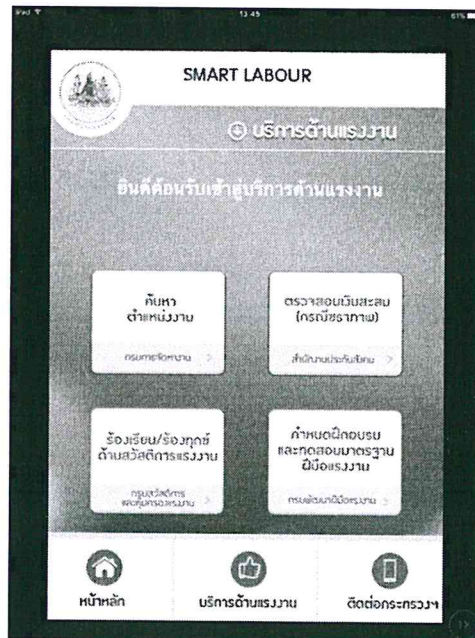 iPad
13:45
61%
SMART LABOUR
บริการด้านแรงงาน
ยินดีต้อนรับเข้าสู่บริการด้านแรงงาน
ค้นหา
ตำแหน่งงาน
กรมการจัดหางาน
ตรวจสอบเงินสะสม
(กรณีชราภาพ)
สำนักงานประกันสังคม
ร้องเรียน/ร้องทุกข์
ด้านสวัสดิการแรงงาน
กรมสวัสดิการ
และคุ้มครองแรงงาน
กำหนดฝึกอบรม
และทดสอบมาตรฐาน
ฝีมือแรงงาน
กรมพัฒนาฝีมือแรงงาน
หน้าหลัก
บริการด้านแรงงาน
ติดต่อกระทรวงฯ
1x